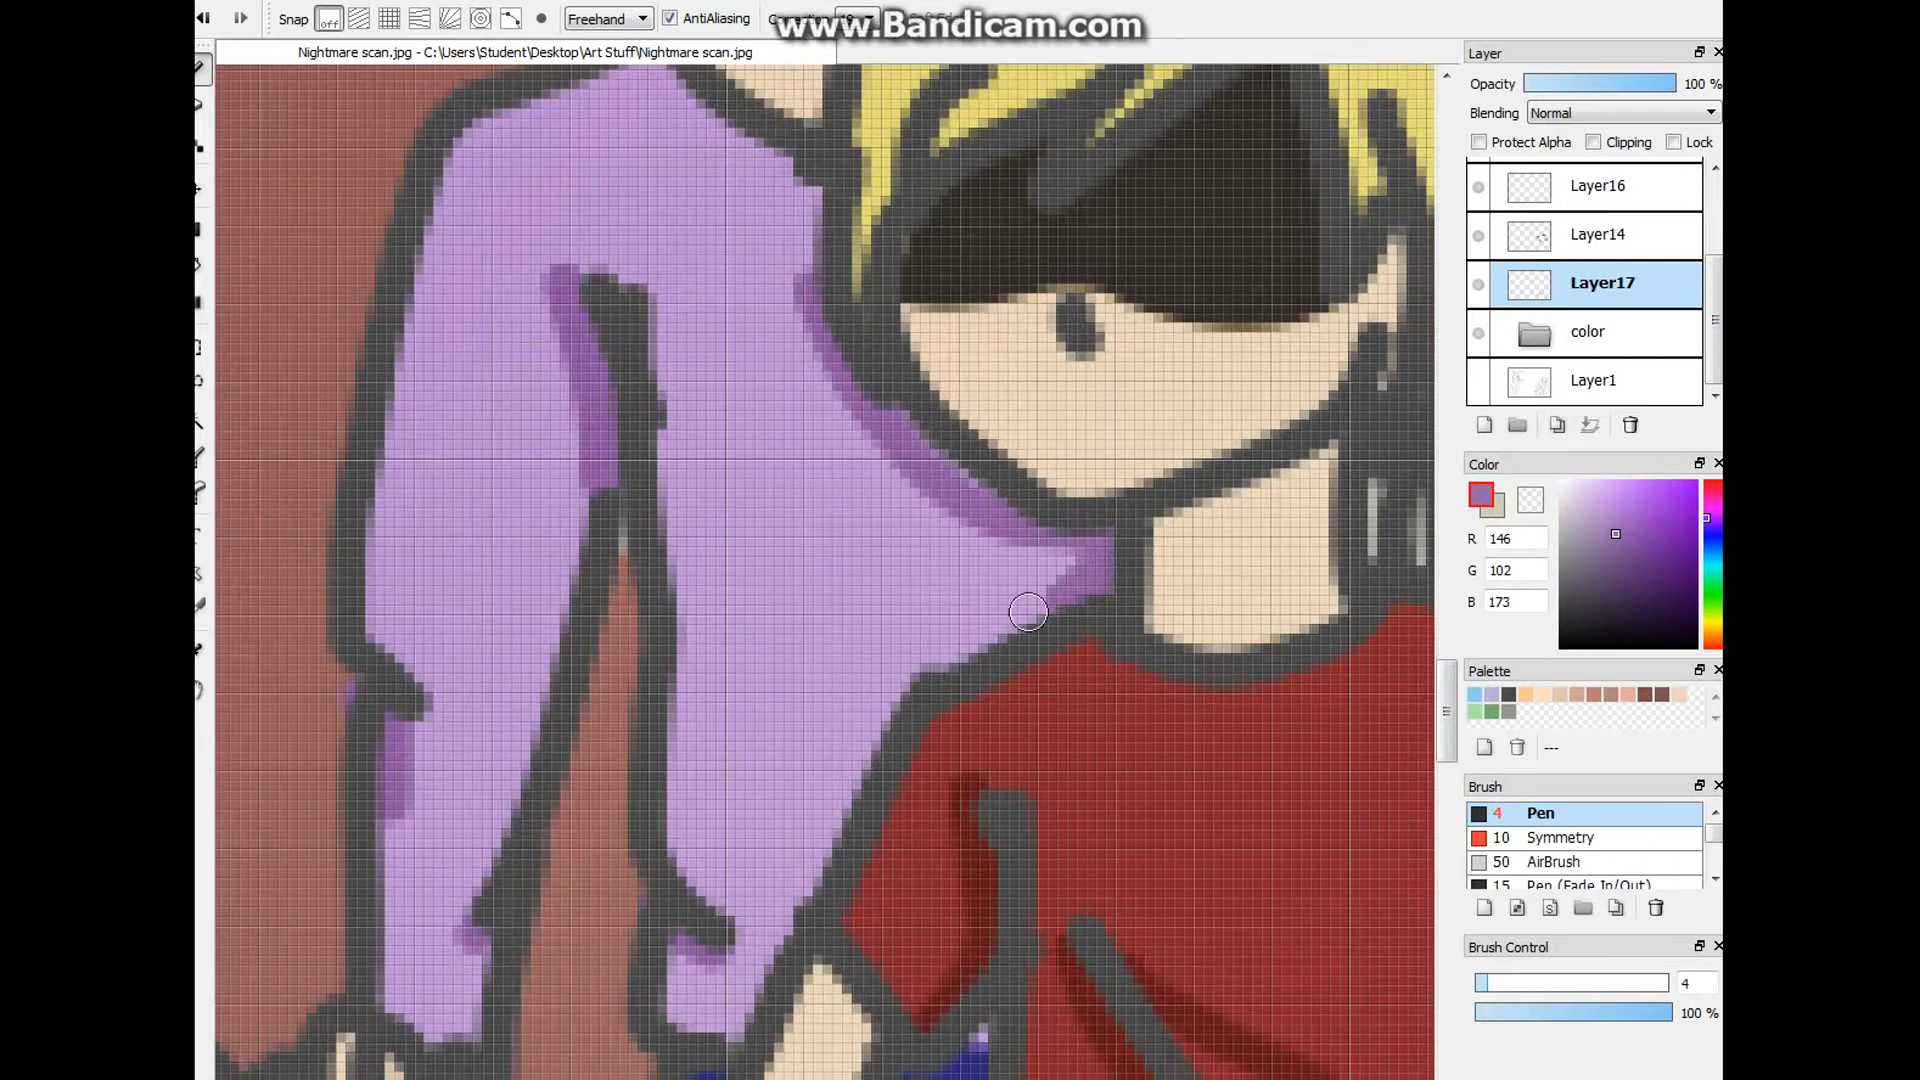 Snap off Freehand AntiAliasing
www.Bandicam.com
Nightmare scan.jpg - C:\Users\Student\Desktop\Art Stuff\Nightmare scan.jpg
Layer
Opacity 100 %
Blending Normal
Protect Alpha Clipping Lock
Layer16
Layer14
Layer17
color
Layer1
Color
R 146
G 102
B 173
Palette
---
Brush
4 Pen
10 Symmetry
50 AirBrush
15 Pen (Fade In/Out)
S
Brush Control
4
100 %